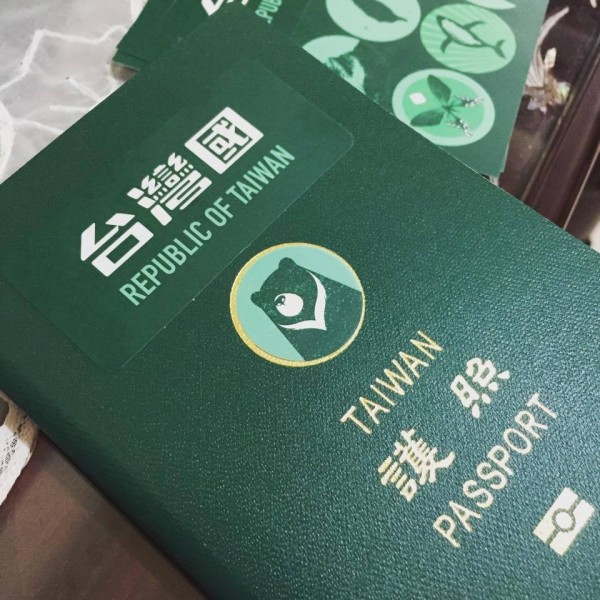 台灣國
REPUBLIC OF TAIWAN
TAIWAN
護照
PASSPORT